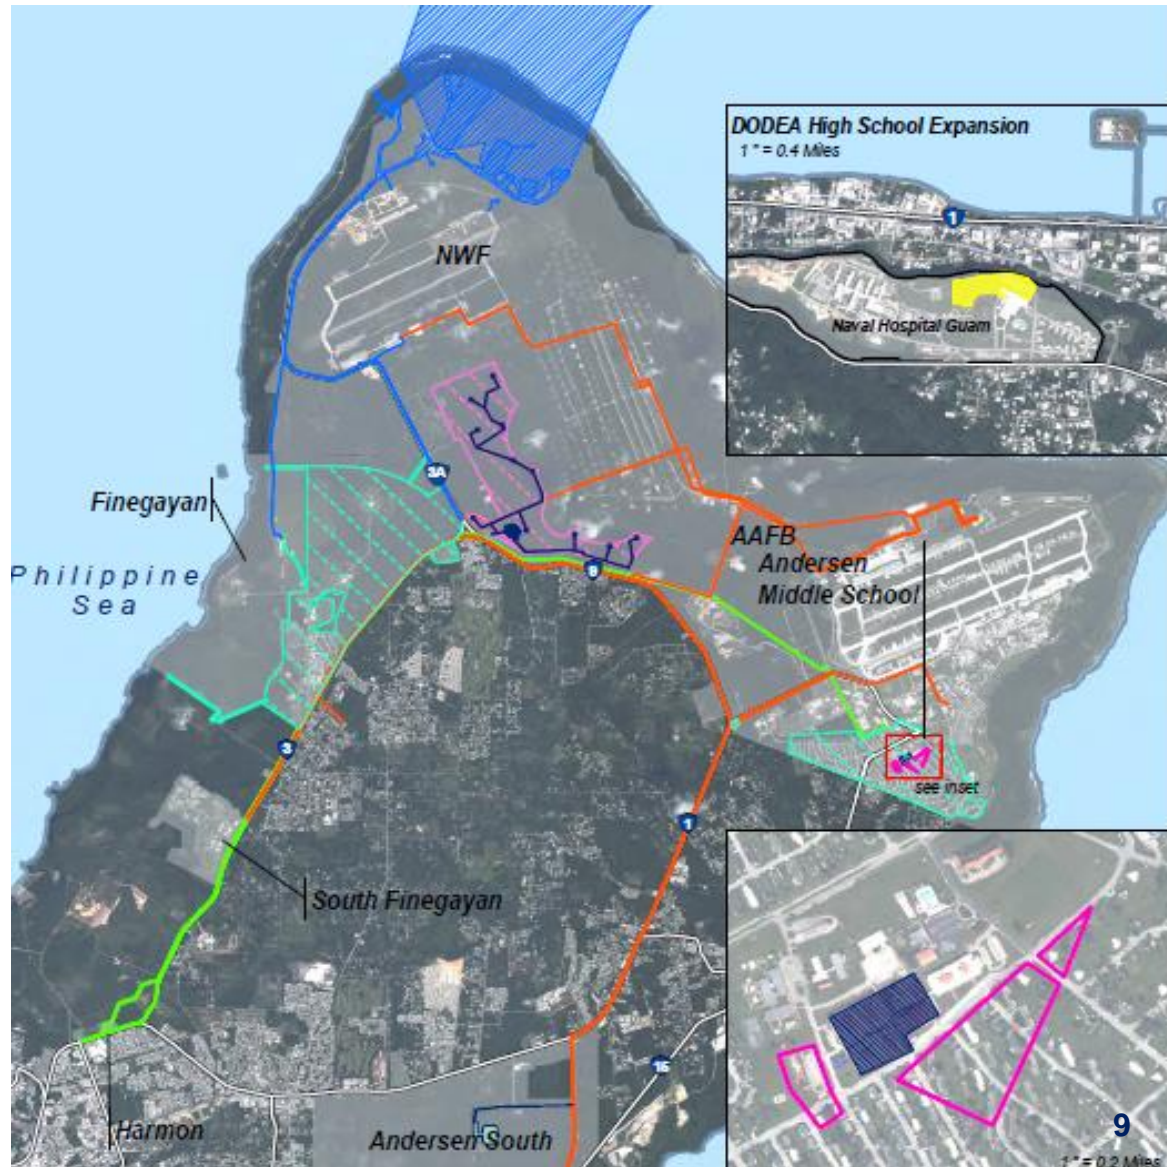 DODEA High School Expansion
1 " = 0.4 Miles
1
NWF
Naval Hospital Guam
3A
Finegayan
AAFB
Andersen
Middle School
9
Philippine
Sea
3
see inset
1
South Finegayan
15
Harmon
Andersen South
9
1 " = 0.2 Miles